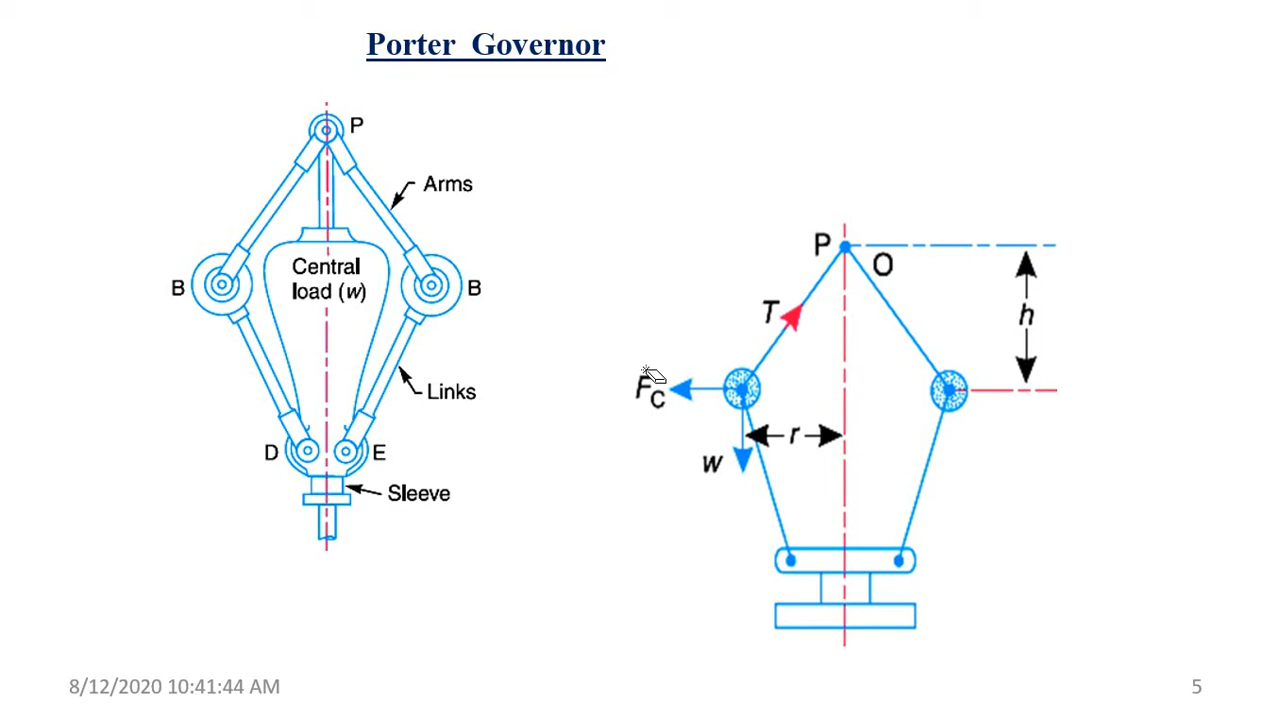 Porter Governor
P
Arms
Central
load (w)
B
B
Links
D
E
Sleeve
P
O
T
h
FC
r
w
8/12/2020 10:41:44 AM
5